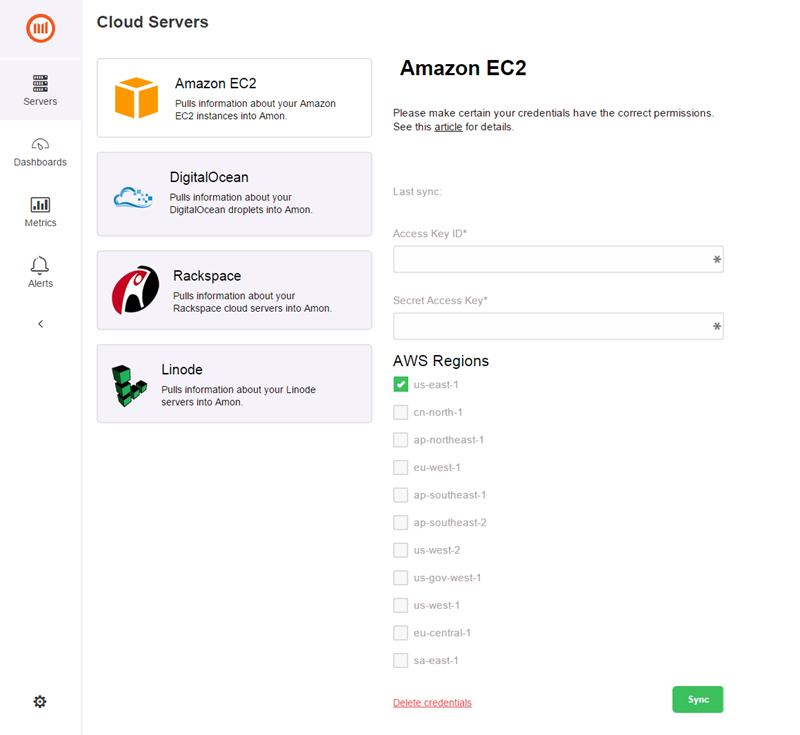 Cloud Servers
Servers
Dashboards
Metrics
Alerts
Amazon EC2
Pulls information about your Amazon
EC2 instances into Amon.
DigitalOcean
Pulls information about your
DigitalOcean droplets into Amon.
Rackspace
Pulls information about your
Rackspace cloud servers into Amon.
Linode
Pulls information about your Linode
servers into Amon.
Amazon EC2
Please make certain your credentials have the correct permissions.
See this article for details.
Last sync:
Access Key ID*
Secret Access Key*
AWS Regions
us-east-1
cn-north-1
ap-northeast-1
eu-west-1
ap-southeast-1
ap-southeast-2
us-west-2
us-gov-west-1
us-west-1
eu-central-1
sa-east-1
Delete credentials
Sync